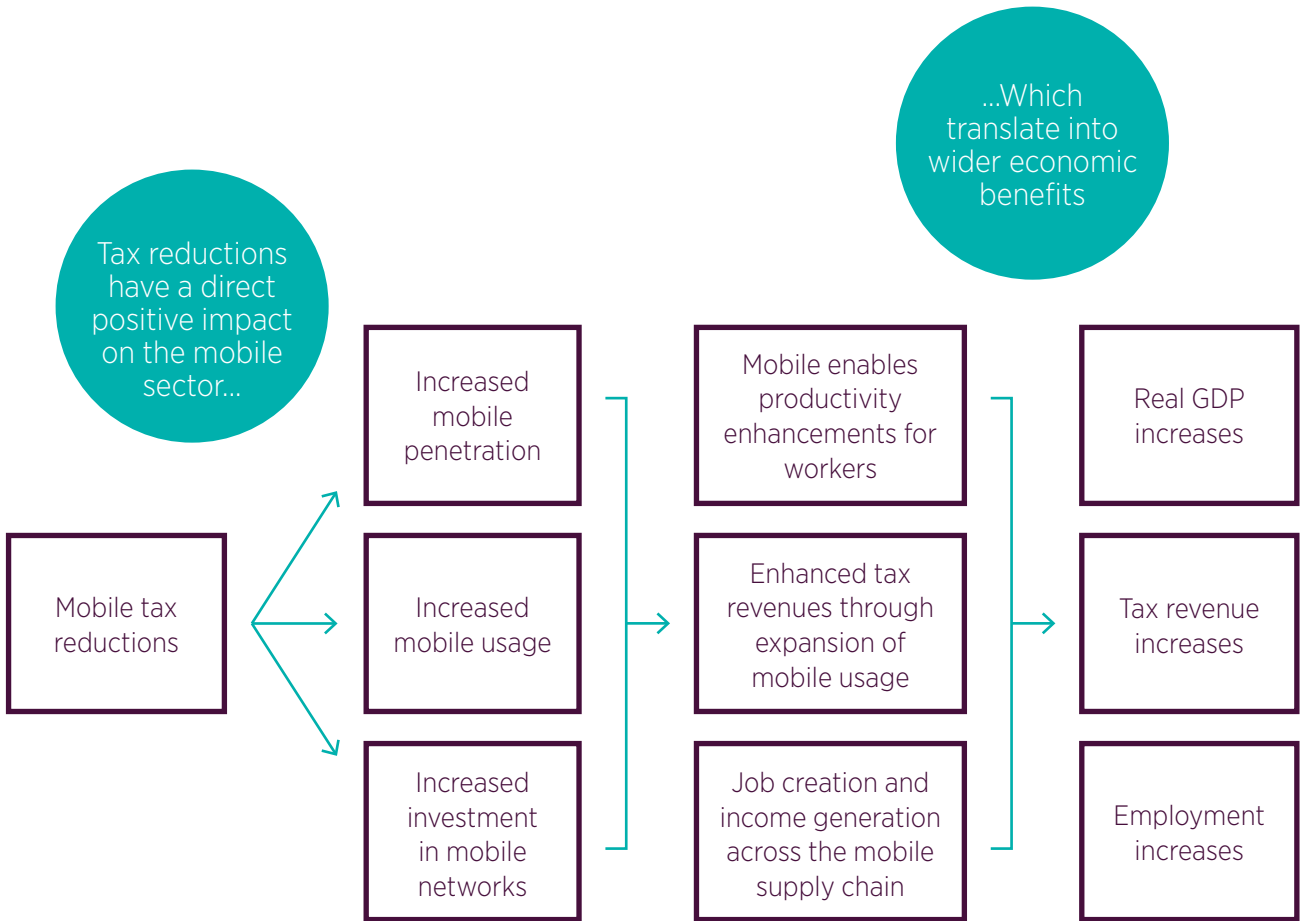 Tax reductions
have a direct
positive impact
on the mobile
sector...
...Which
translate into
wider economic
benefits
Mobile tax
reductions
Increased
mobile
penetration
Increased
mobile usage
Increased
investment
in mobile
networks
Mobile enables
productivity
enhancements for
workers
Enhanced tax
revenues through
expansion of
mobile usage
Job creation and
income generation
across the mobile
supply chain
Real GDP
increases
Tax revenue
increases
Employment
increases